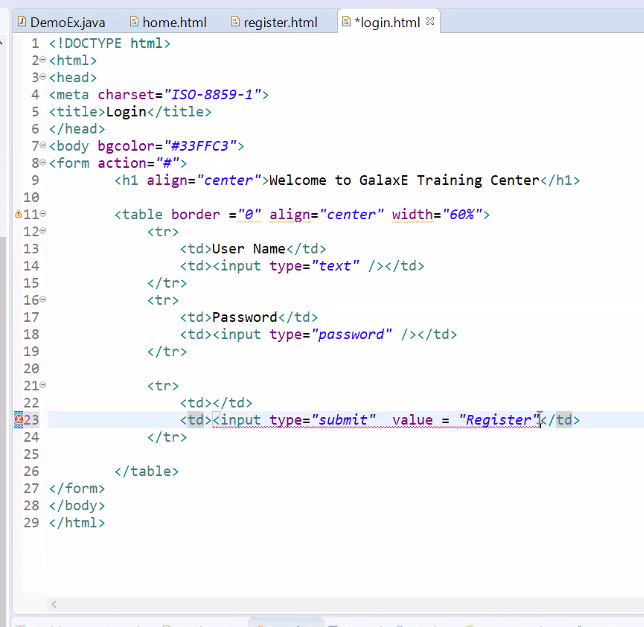 DemoEx.java home.html register.html *login.html
1 <!DOCTYPE html>
2 <html>
3 <head>
4 <meta charset="ISO-8859-1">
5 <title>Login</title>
6 </head>
7 <body bgcolor="#33FFC3">
8 <form action="#">
9 <h1 align="center">Welcome to GalaxE Training Center</h1>
10
11 <table border ="0" align="center" width="60%">
12 <tr>
13 <td>User Name</td>
14 <td><input type="text" /></td>
15 </tr>
16 <tr>
17 <td>Password</td>
18 <td><input type="password" /></td>
19 </tr>
20
21 <tr>
22 <td></td>
23 <td><input type="submit"  value = "Register"</td>
24 </tr>
25
26 </table>
27 </form>
28 </body>
29 </html>